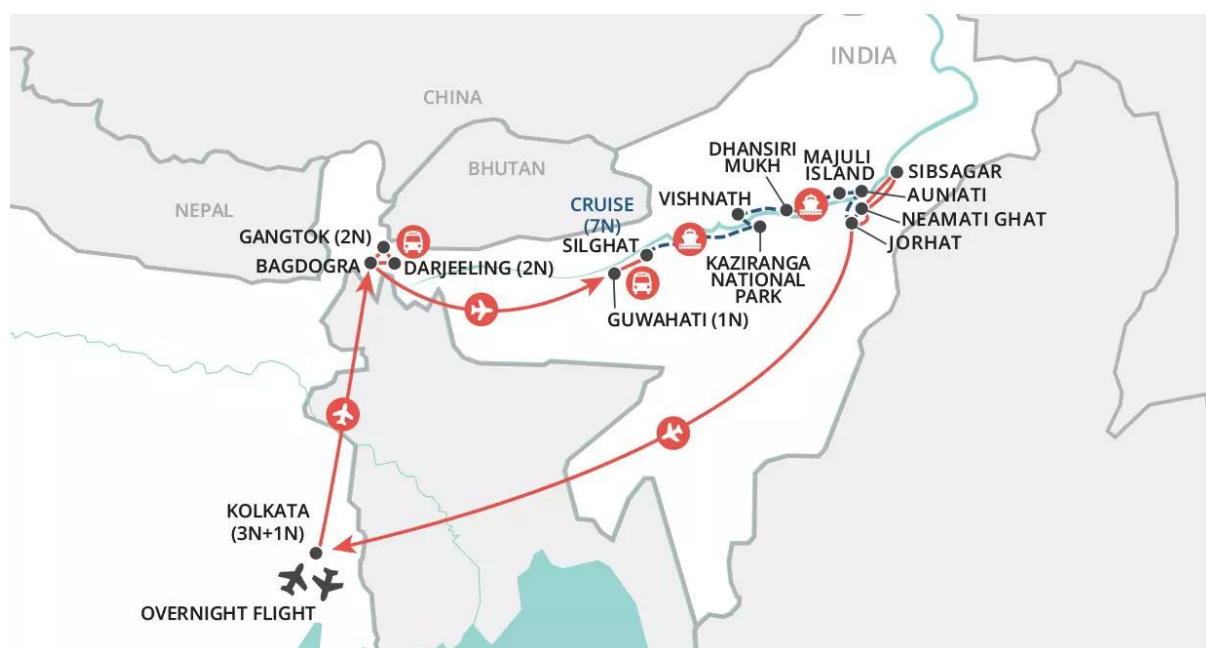 INDIA
CHINA
BHUTAN
NEPAL
DHANSIRI
MUKH
MAJULI
ISLAND
SIBSAGAR
AUNIATI
NEAMATI GHAT
JORHAT
VISHNATH
CRUISE
(7N)
SILGHAT
KAZIRANGA
NATIONAL
PARK
GANGTOK (2N)
BAGDOGRA
DARJEELING (2N)
GUWAHATI (1N)
KOLKATA
(3N+1N)
OVERNIGHT FLIGHT